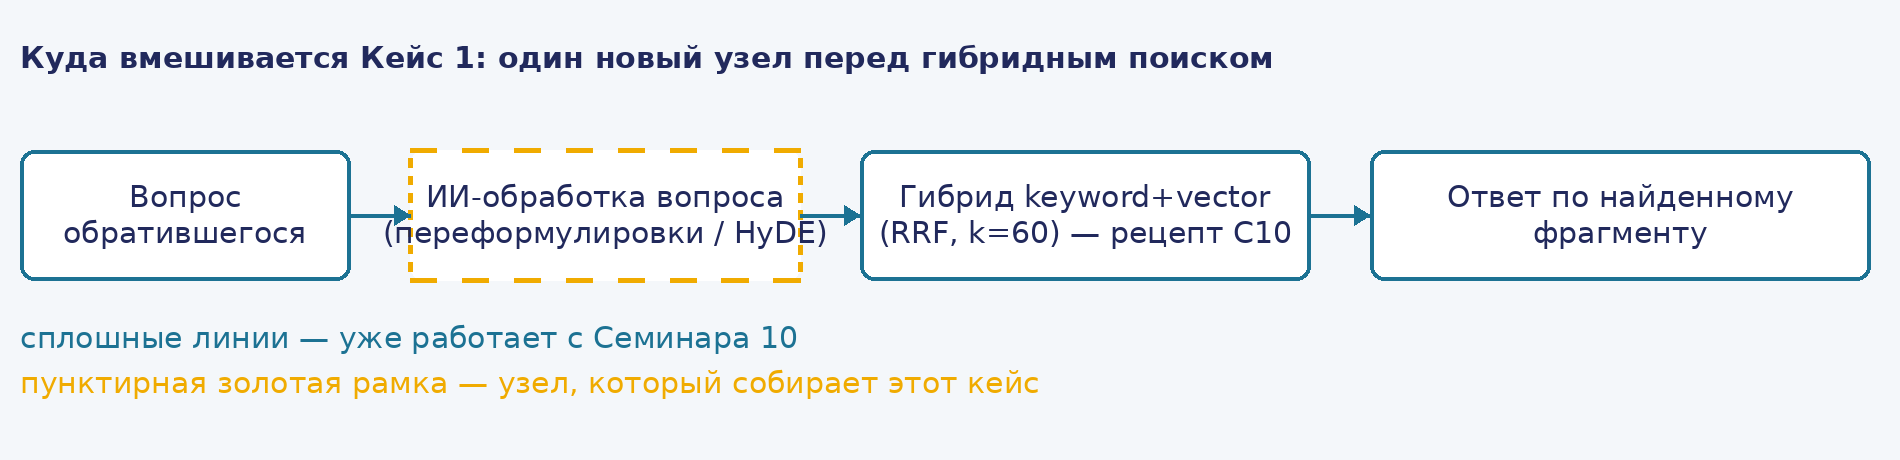 Куда вмешивается Кейс 1: один новый узел перед гибридным поиском
Вопрос
обратившегося
ИИ-обработка вопроса
(переформулировки / HyDE)
Гибрид keyword+vector
(RRF, k=60) — рецепт С10
Ответ по найденному
фрагменту
сплошные линии — уже работает с Семинара 10
пунктирная золотая рамка — узел, который собирает этот кейс